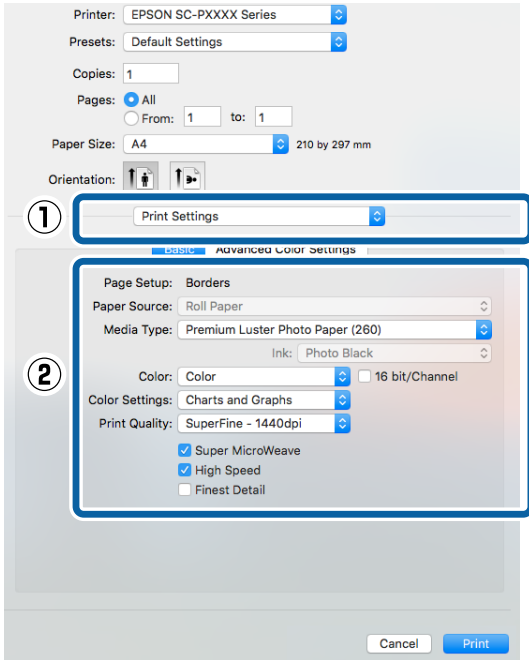 Printer: EPSON SC-PXXXX Series
Presets: Default Settings
Copies: 1
Pages: All
From: 1 to: 1
Paper Size: A4 210 by 297 mm
Orientation:
1 Print Settings
Basic Advanced Color Settings
Page Setup: Borders
Paper Source: Roll Paper
Media Type: Premium Luster Photo Paper (260)
Ink: Photo Black
2
Color: Color 16 bit/Channel
Color Settings: Charts and Graphs
Print Quality: SuperFine - 1440dpi
Super MicroWeave
High Speed
Finest Detail
Cancel Print